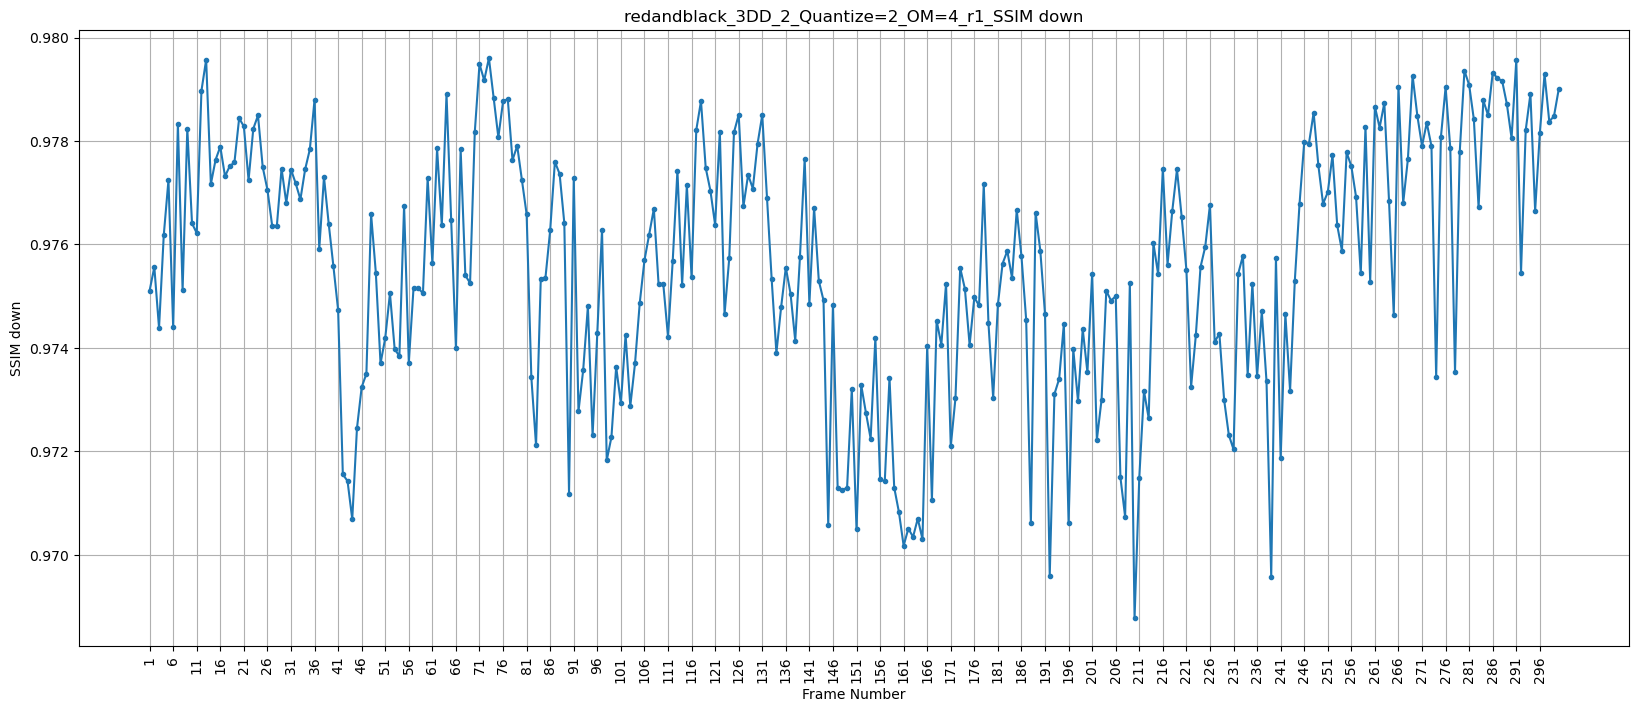 redandblack_3DD_2_Quantize=2_OM=4_r1_SSIM down
0.980
0.978
0.976
0.974
0.972
0.970
SSIM down
1 6 11 16 21 26 31 36 41 46 51 56 61 66 71 76 81 86 91 96 101 106 111 116 121 126 131 136 141 146 151 156 161 166 171 176 181 186 191 196 201 206 211 216 221 226 231 236 241 246 251 256 261 266 271 276 281 286 291 296
Frame Number